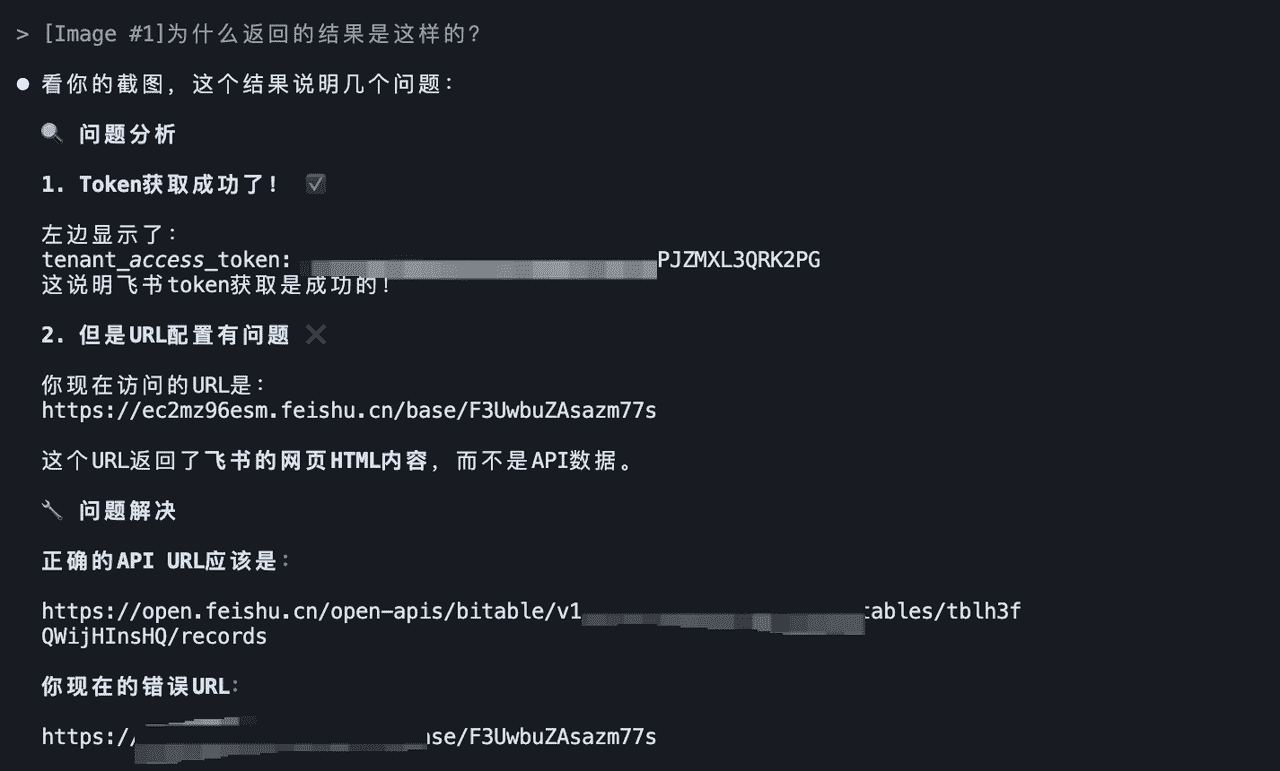 > [Image #1]为什么返回的结果是这样的?
● 看你的截图，这个结果说明几个问题：
🔍 问题分析
1. Token获取成功了！ ☑
左边显示了：
tenant_access_token: PJZMXL3QRK2PG
这说明飞书token获取是成功的！
2. 但是URL配置有问题 ❌
你现在访问的URL是：
https://ec2mz96esm.feishu.cn/base/F3UwbuZAsazm77s
这个URL返回了飞书的网页HTML内容，而不是API数据。
🔧 问题解决
正确的API URL应该是：
https://open.feishu.cn/open-apis/bitable/v1 tables/tblh3f
QWijHInsHQ/records
你现在的错误URL：
https:// se/F3UwbuZAsazm77s